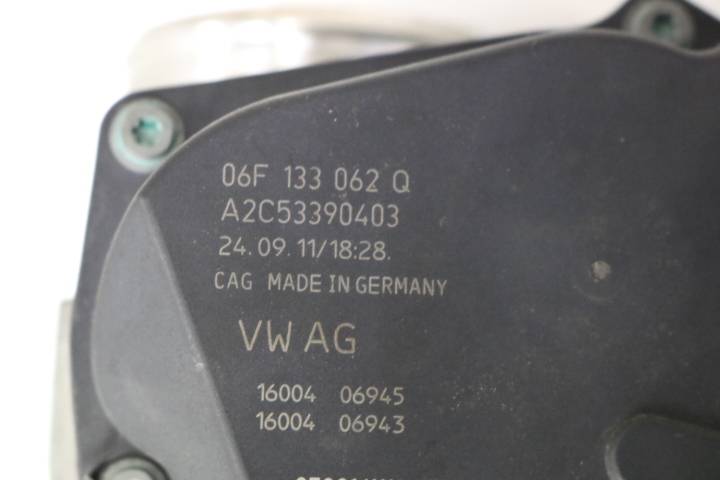 06F 133 062 Q
A2C53390403
24.09.11/18:28.
CAG MADE IN GERMANY
VW AG
16004 06945
16004 06943